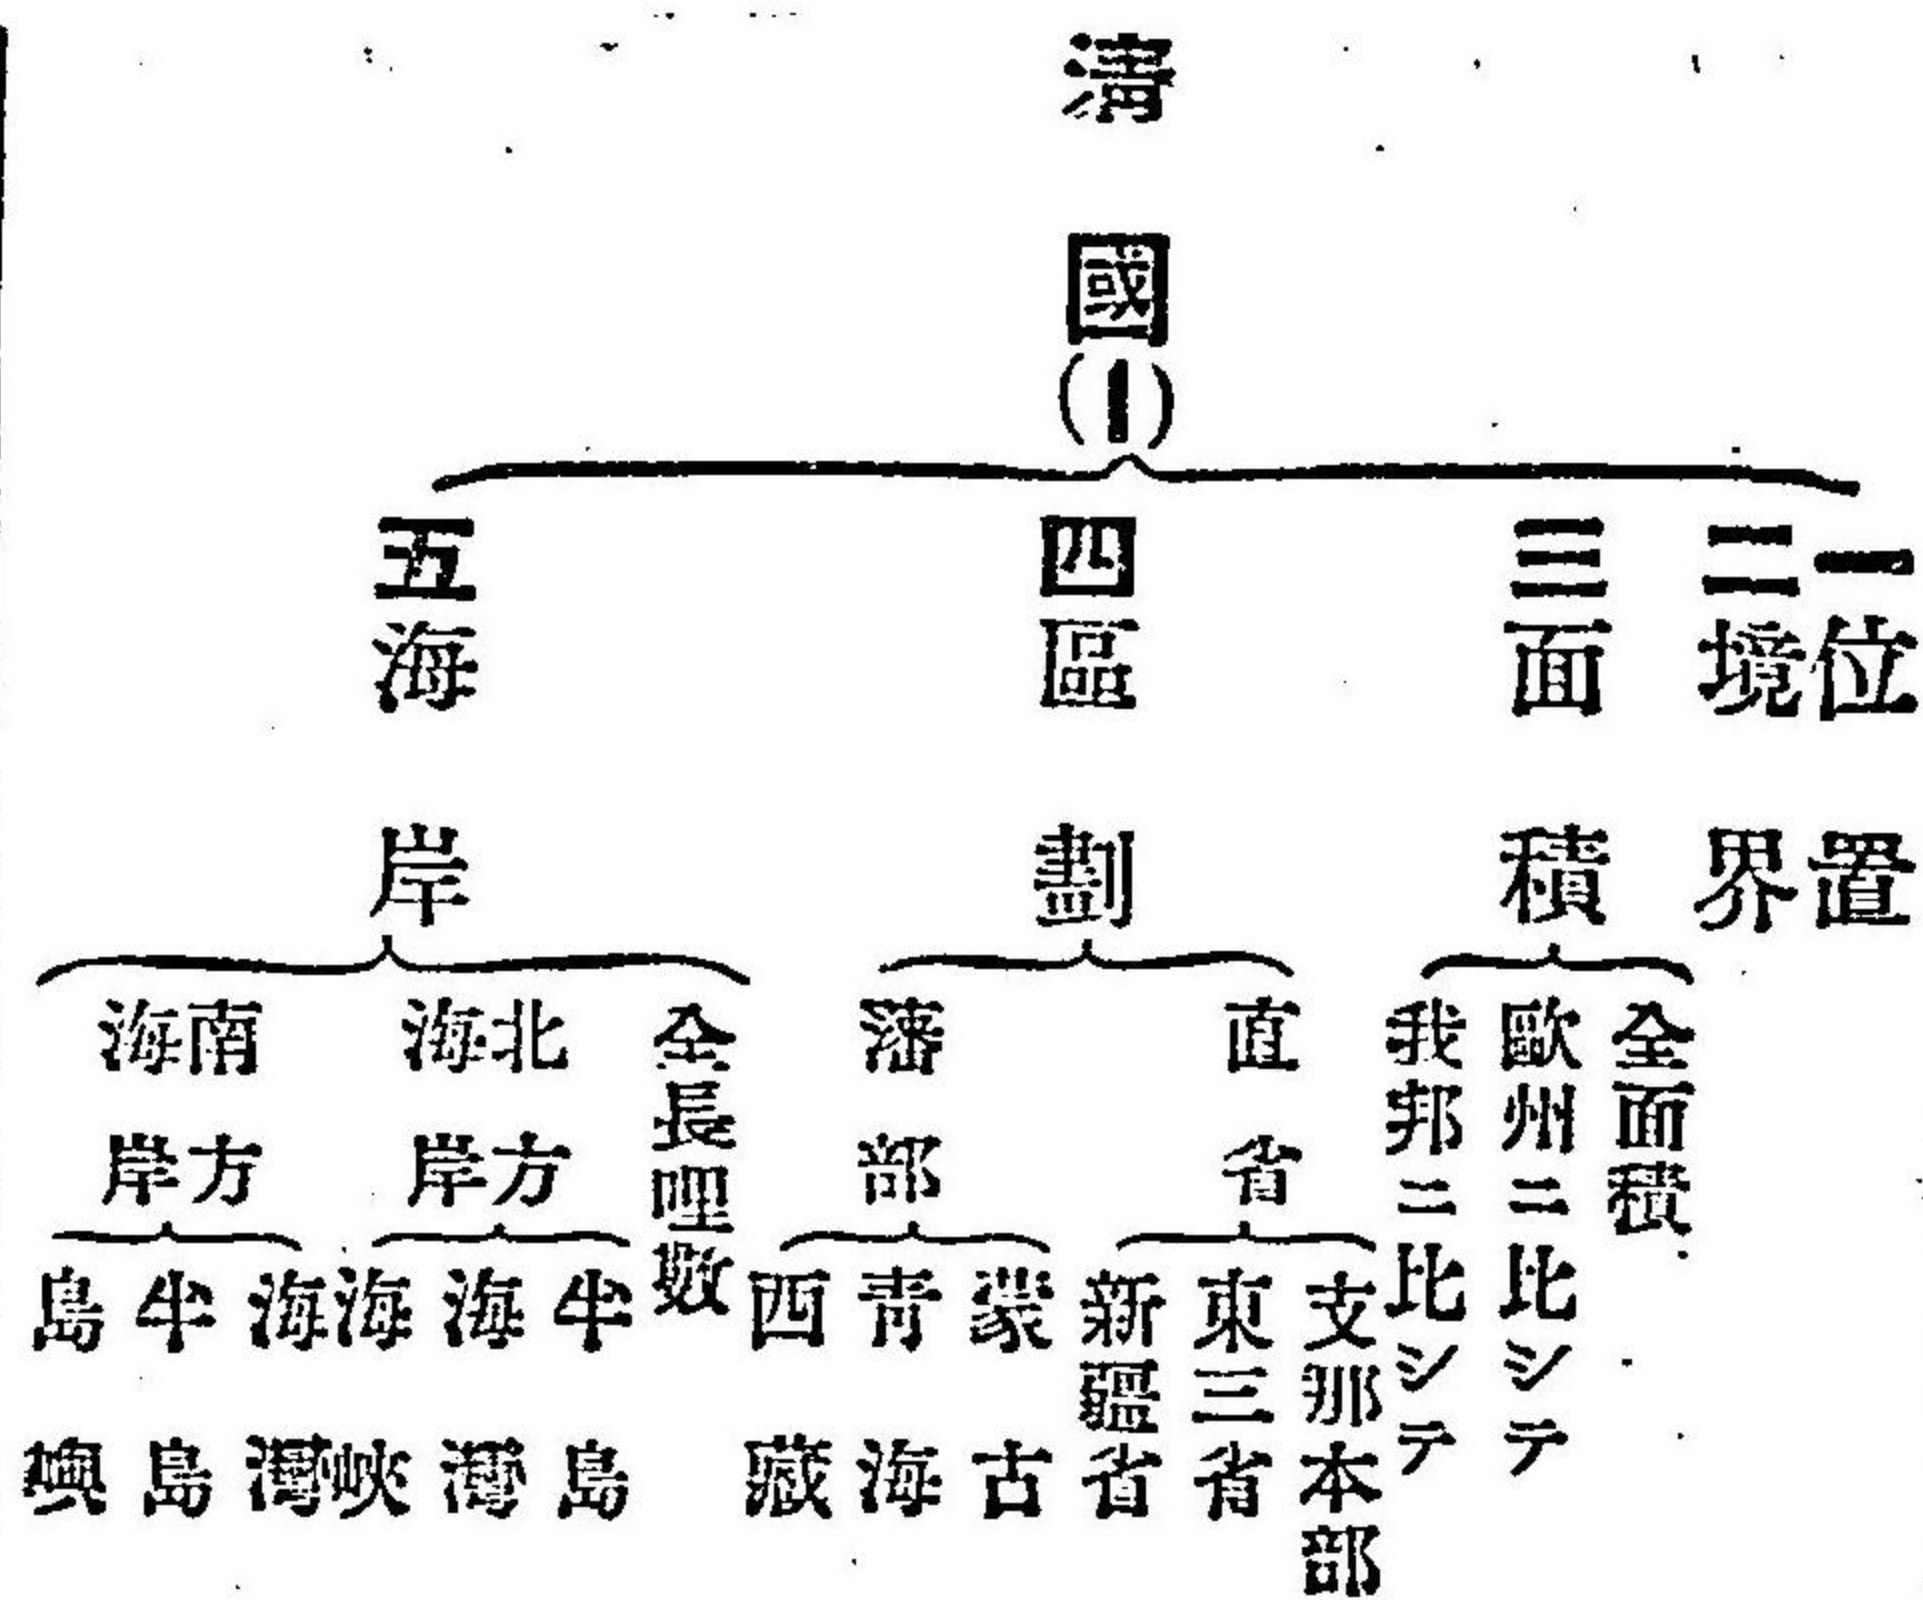 清國(1)
一位置
二境界
三面積
全面積
歐州ニ比シテ
我邦ニ比シテ
四區劃
直省
支那本部
東三省
新疆省
藩部
蒙古
青海
西藏
五海岸
全長哩數
北方
海岸
半島
海灣
海峽
南方
海岸
海灣
半島
島嶼